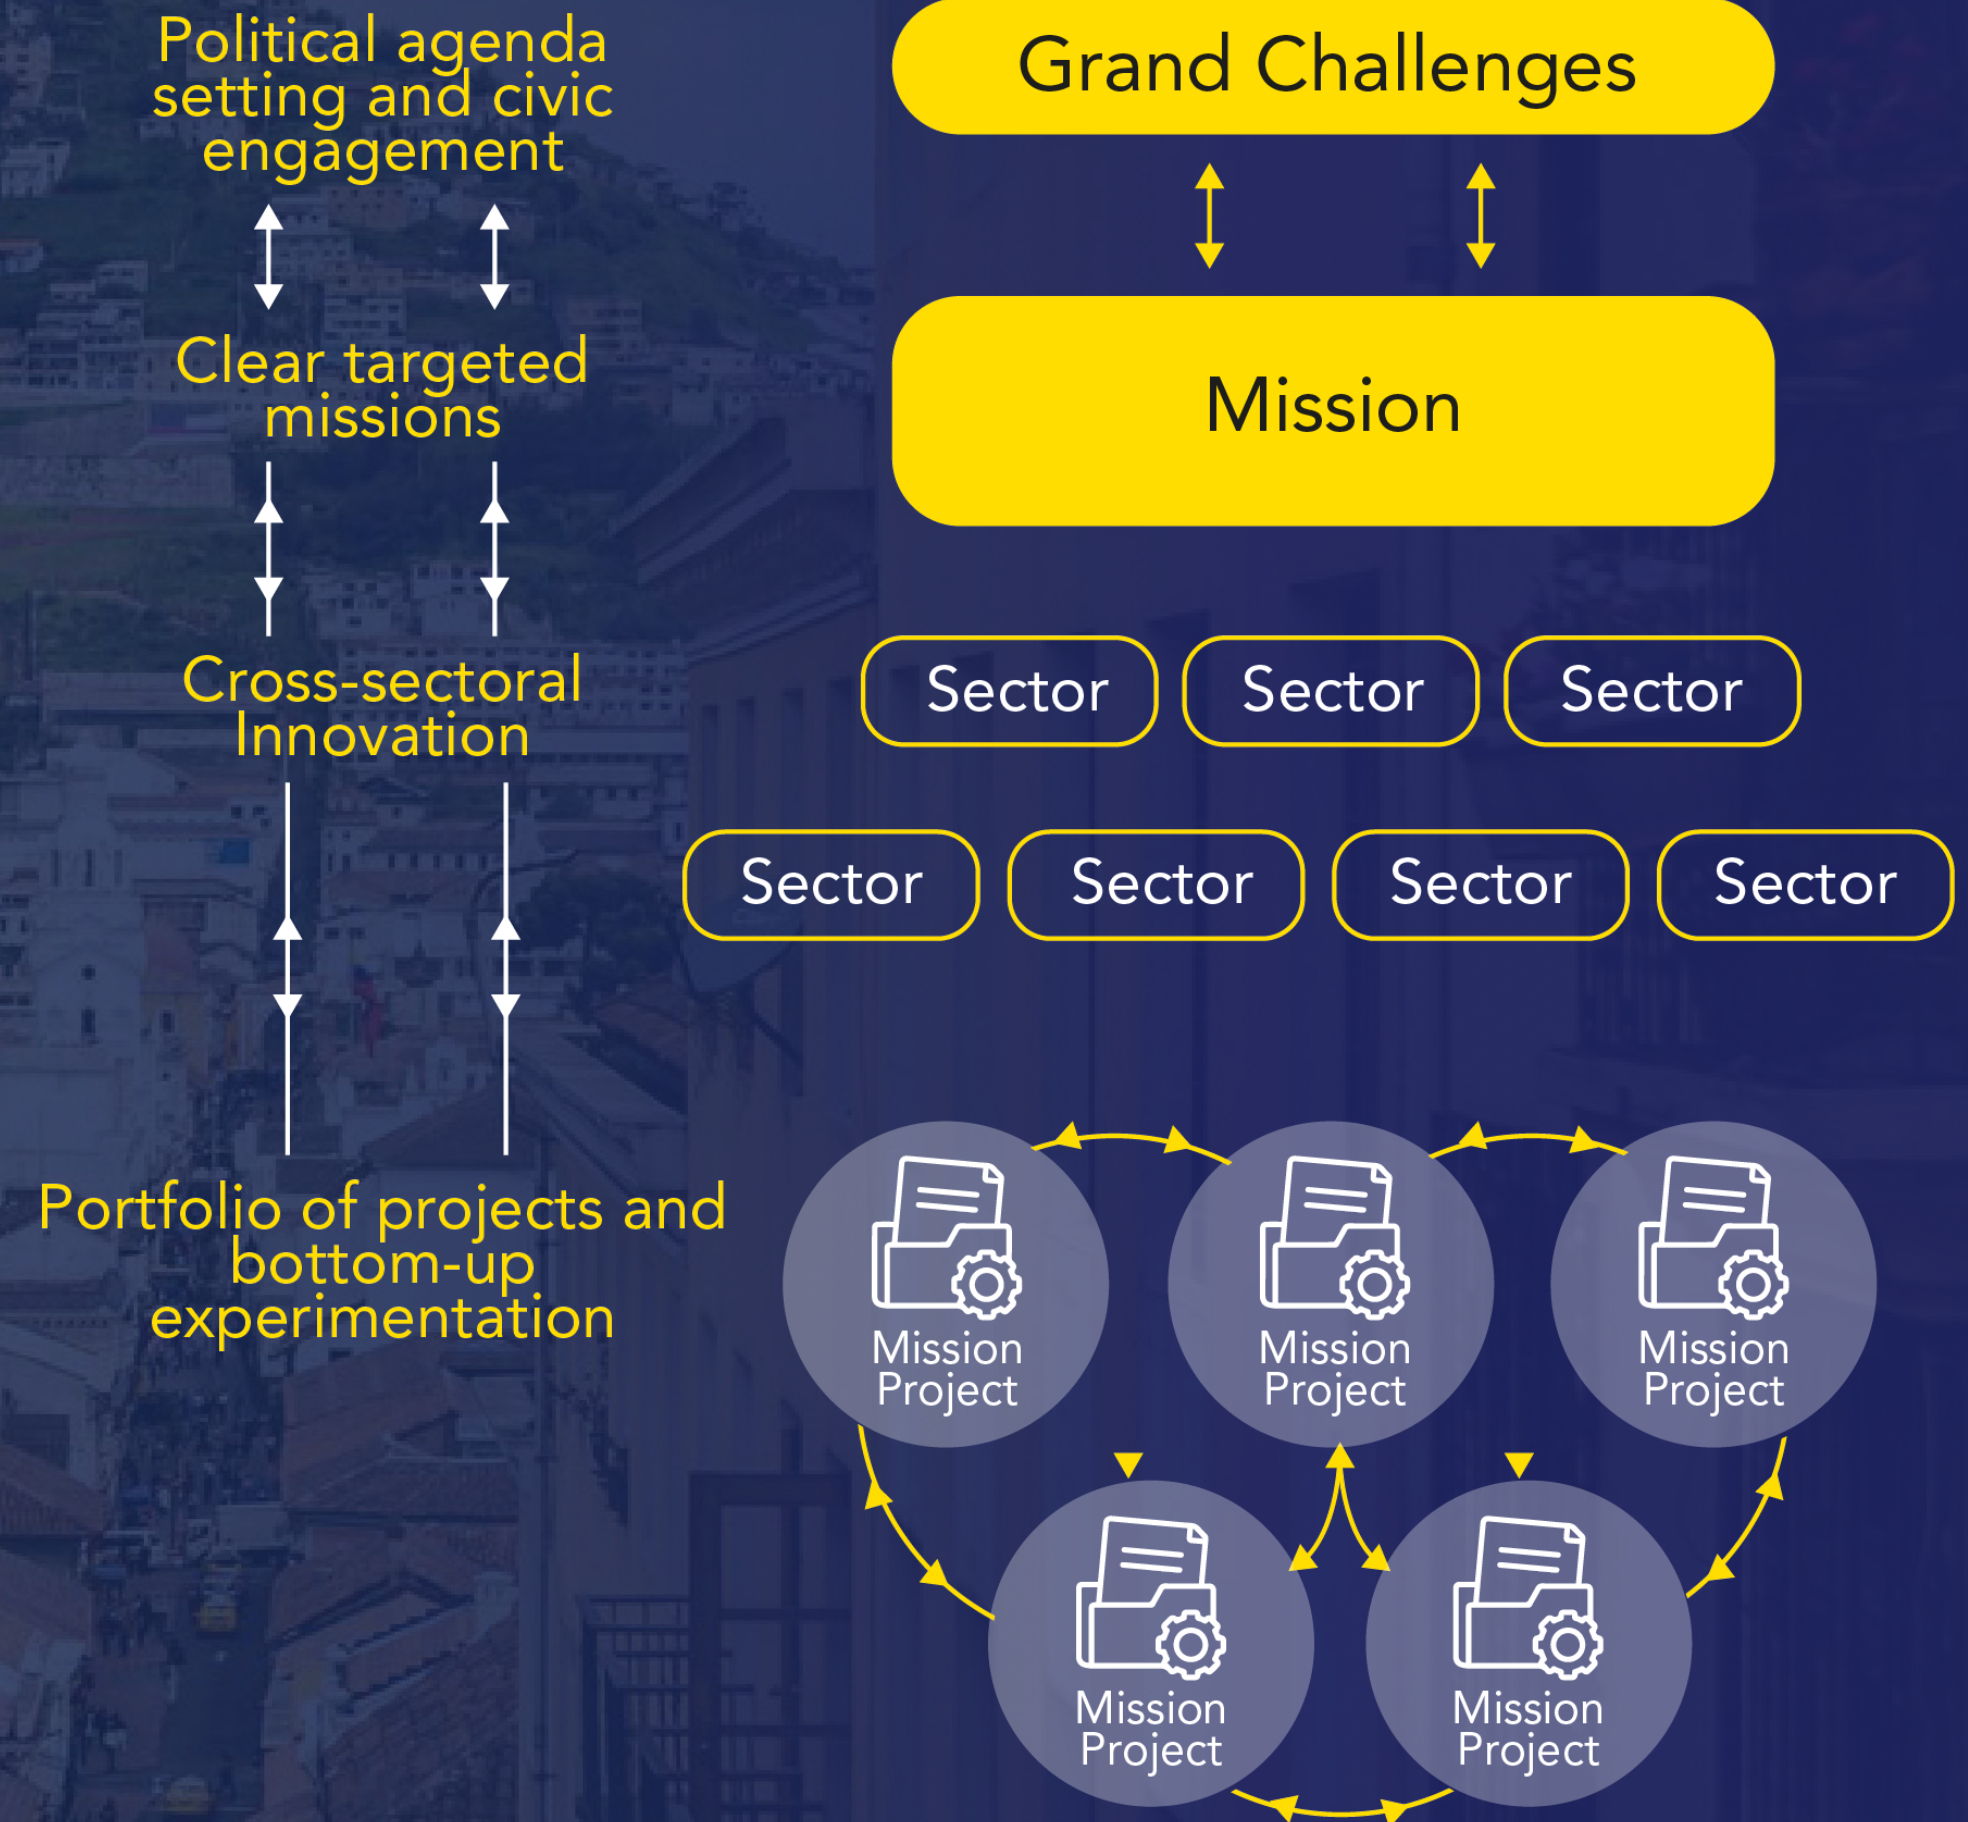 Political agenda
setting and civic
engagement
Grand Challenges
Clear targeted
missions
Mission
Cross-sectoral
Innovation
Sector
Sector
Sector
Sector
Sector
Sector
Sector
Portfolio of projects and
bottom-up
experimentation
Mission
Project
Mission
Project
Mission
Project
Mission
Project
Mission
Project